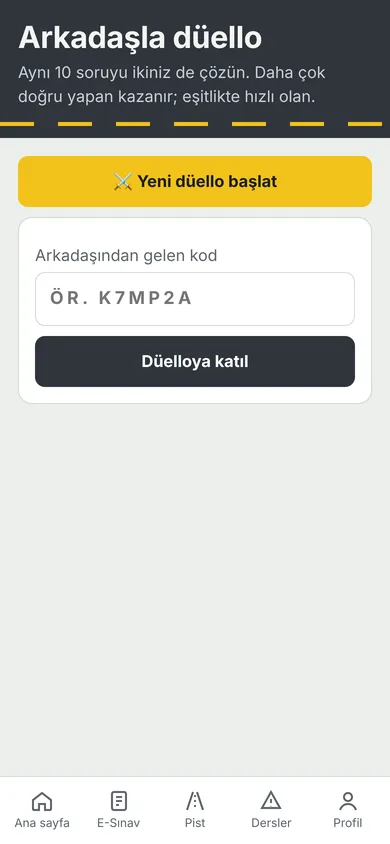 Arkadaşla düello
Aynı 10 soruyu ikiniz de çözün. Daha çok
doğru yapan kazanır; eşitlikte hızlı olan.
⚔️ Yeni düello başlat
Arkadaşından gelen kod
ÖR. K7MP2A
Düelloya katıl
Ana sayfa
E-Sınav
Pist
Dersler
Profil